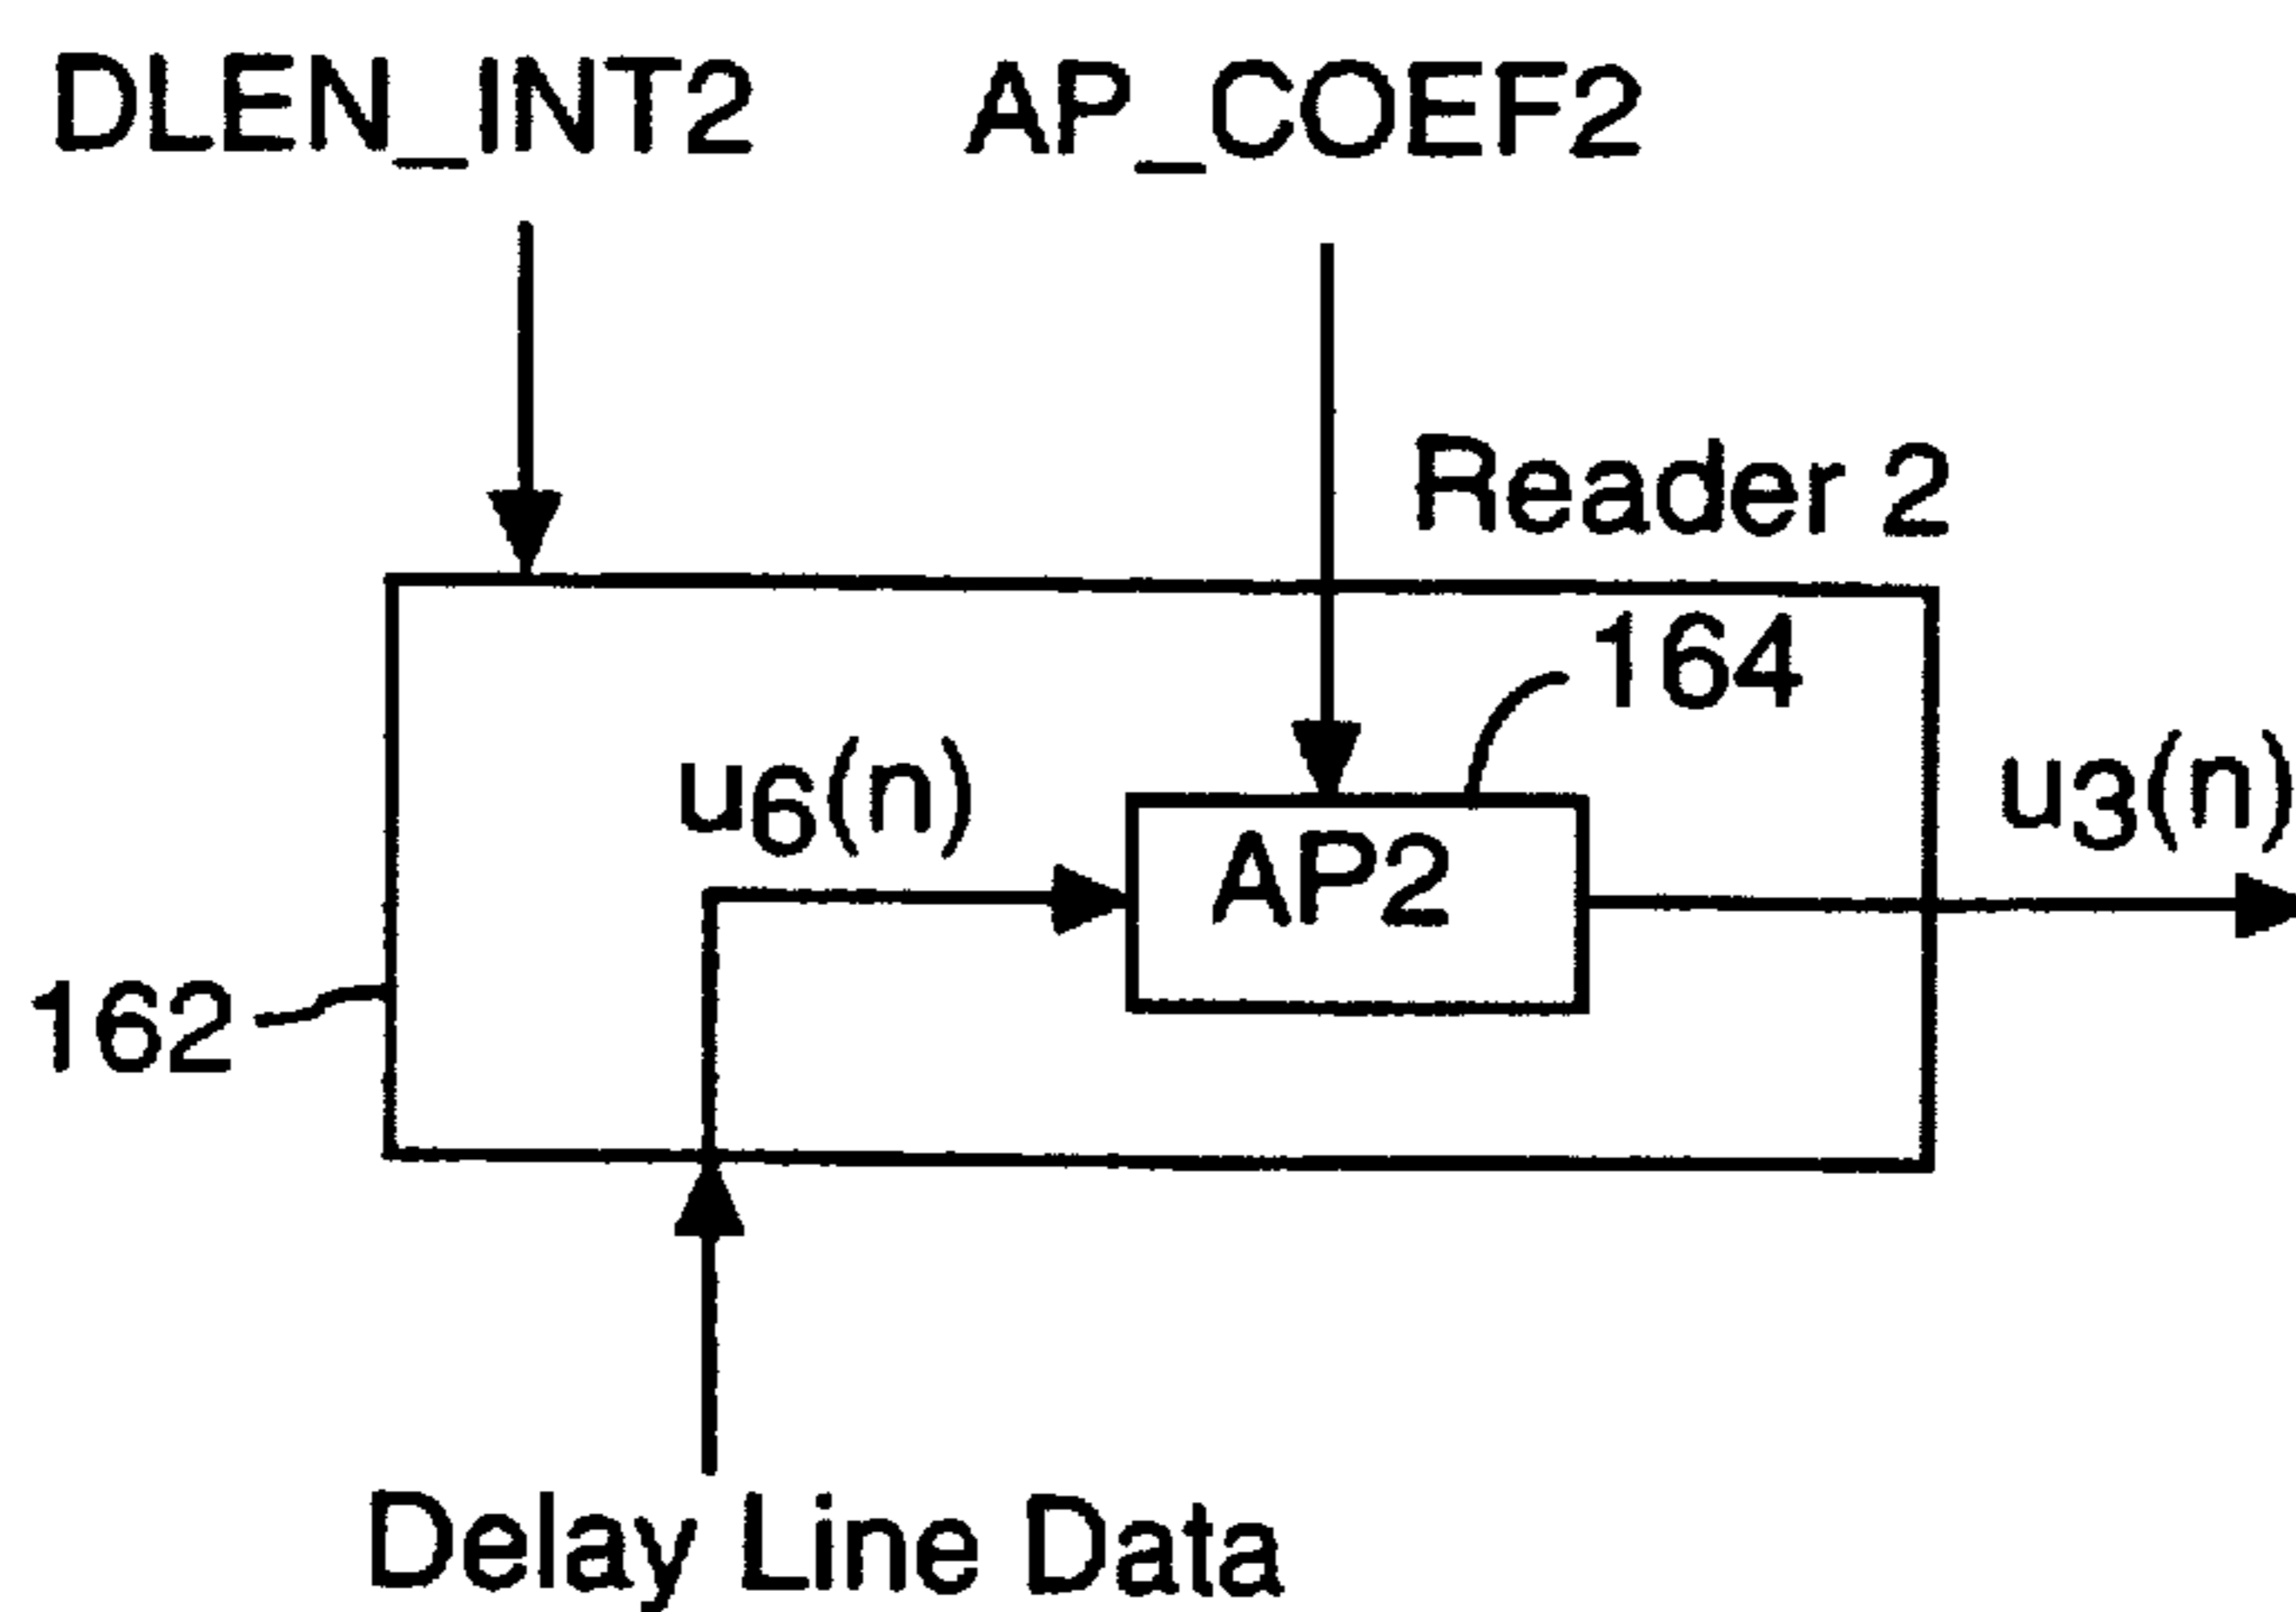 DLEN_INT2 AP_COEF2
Reader 2
164
u6(n)
u3(n)
AP2
162
Delay Line Data